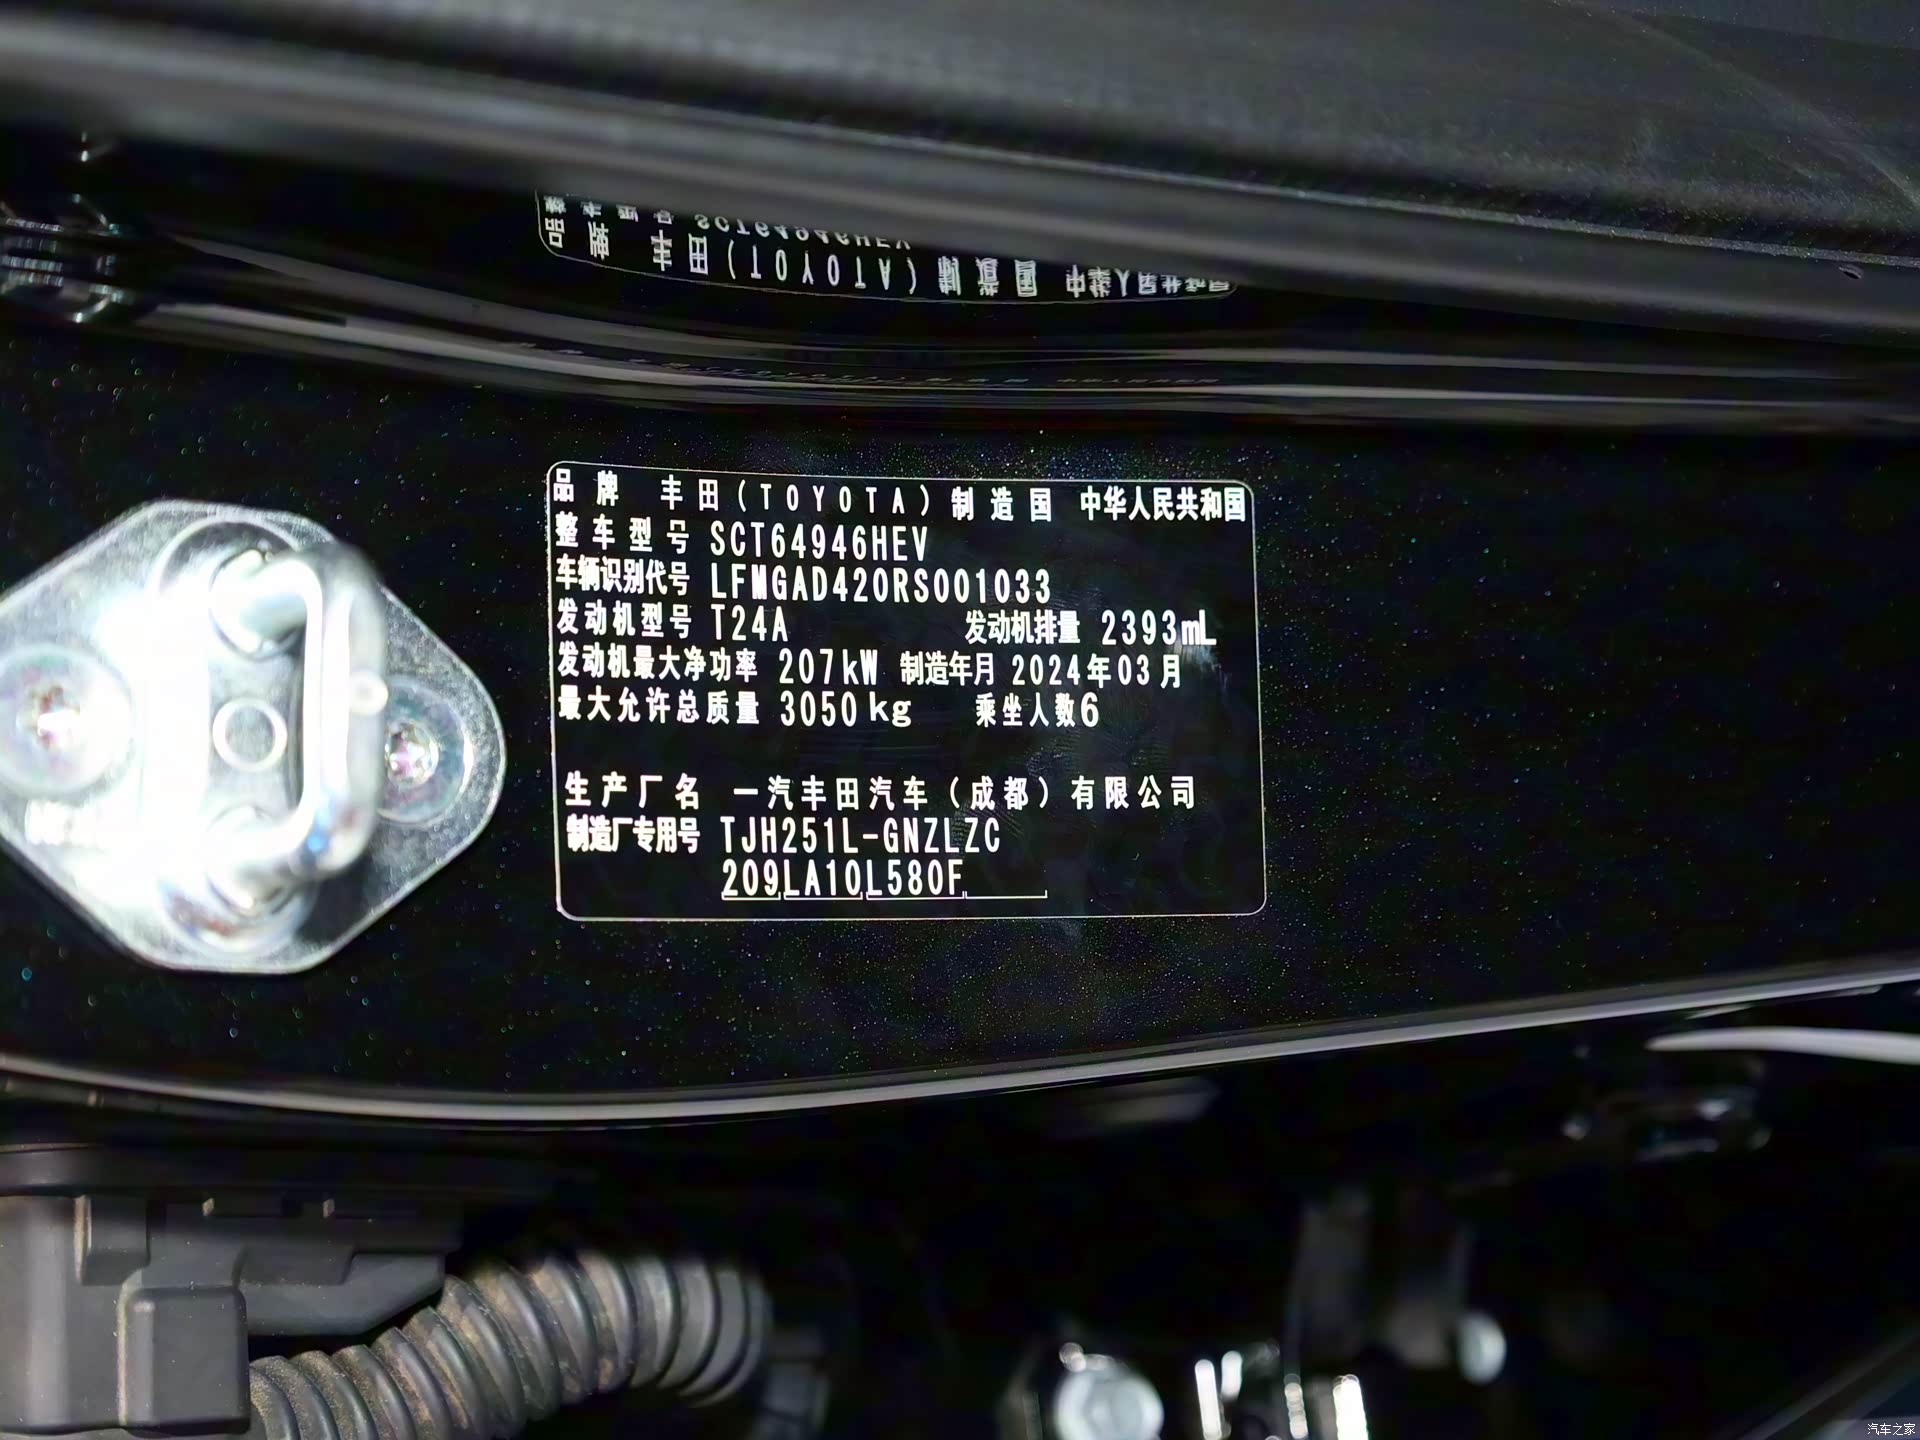 品牌 丰田(TOYOTA) 制造国 中华人民共和国
整车型号 SCT64946HEV
车辆识别代号 LFMGAD420RS001033
发动机型号 T24A 发动机排量 2393mL
发动机最大净功率 207kW 制造年月 2024年03月
最大允许总质量 3050kg 乘坐人数6
生产厂名 一汽丰田汽车(成都)有限公司
制造厂专用号 TJH251L-GNZLZC
209LA10L580F
汽车之家